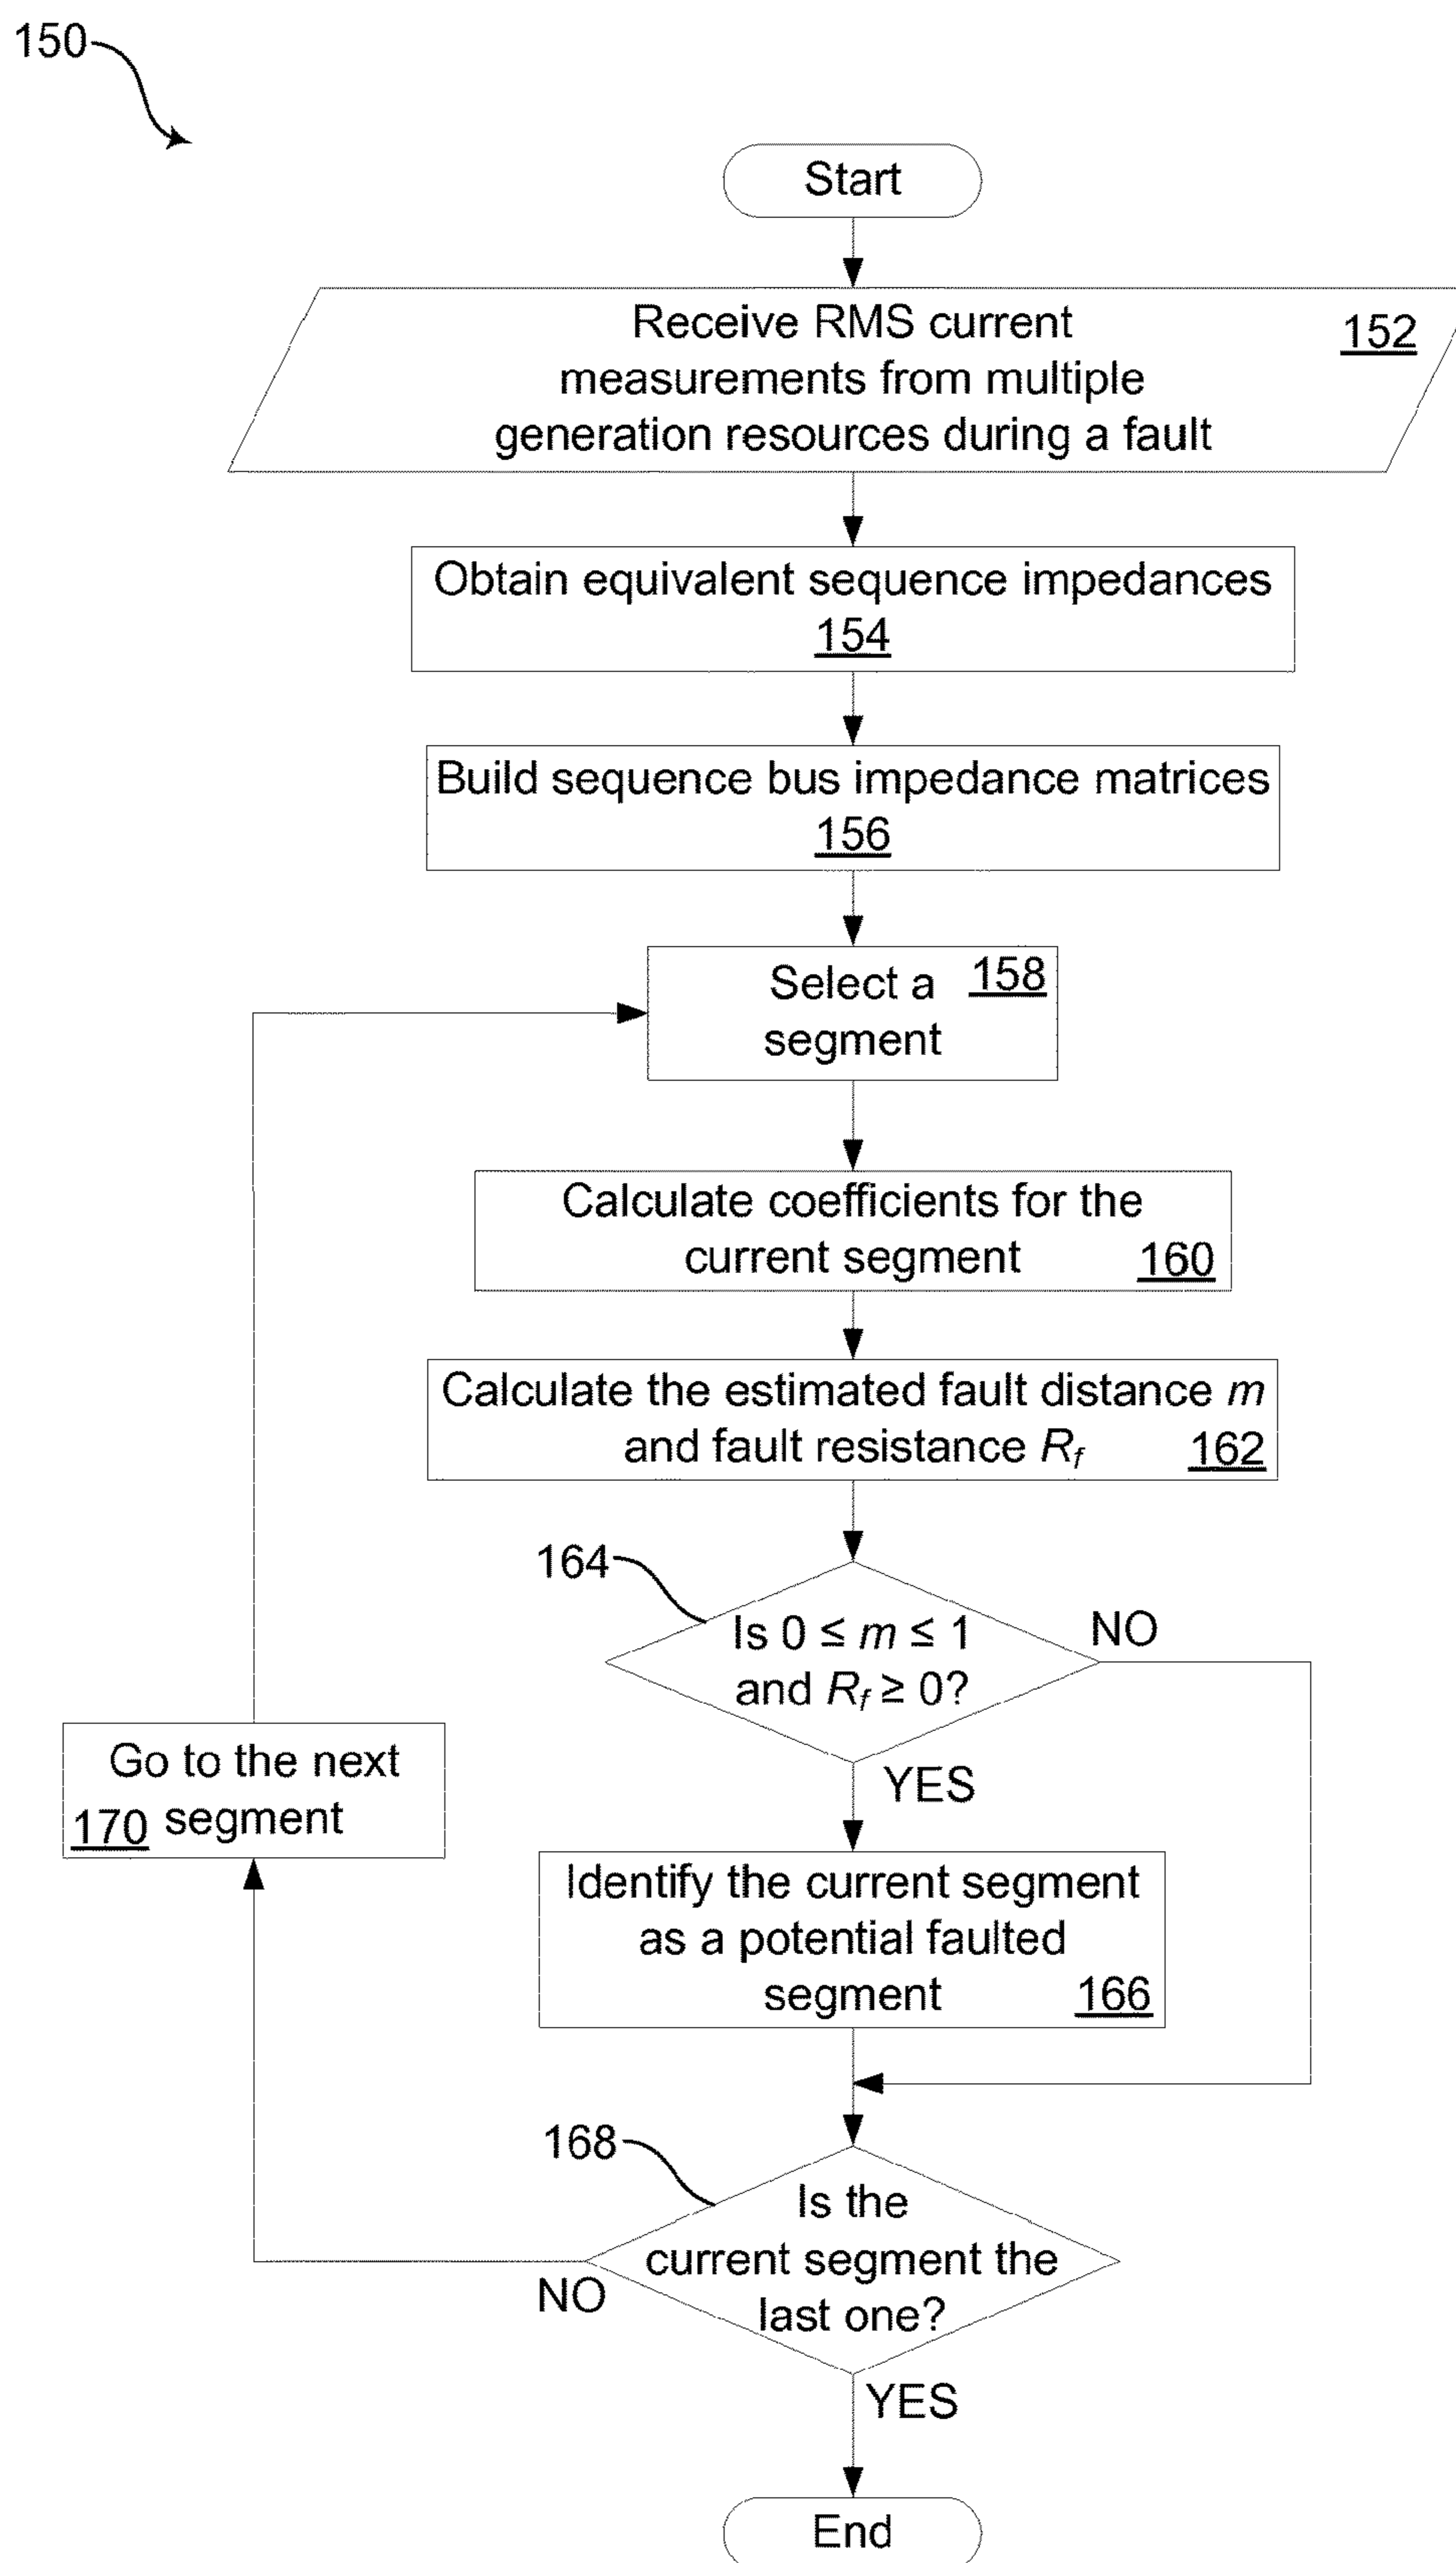 150
Start
Receive RMS current
152
measurements from multiple
generation resources during a fault
Obtain equivalent sequence impedances
154
Build sequence bus impedance matrices
156
Select a
158
segment
Calculate coefficients for the
current segment
160
Calculate the estimated fault distance m
and fault resistance Rf
162
164
Is 0 ≤ m ≤ 1
and Rf ≥ 0?
NO
YES
Go to the next
segment
170
Identify the current segment
as a potential faulted
segment
166
168
Is the
current segment the
last one?
NO
YES
End